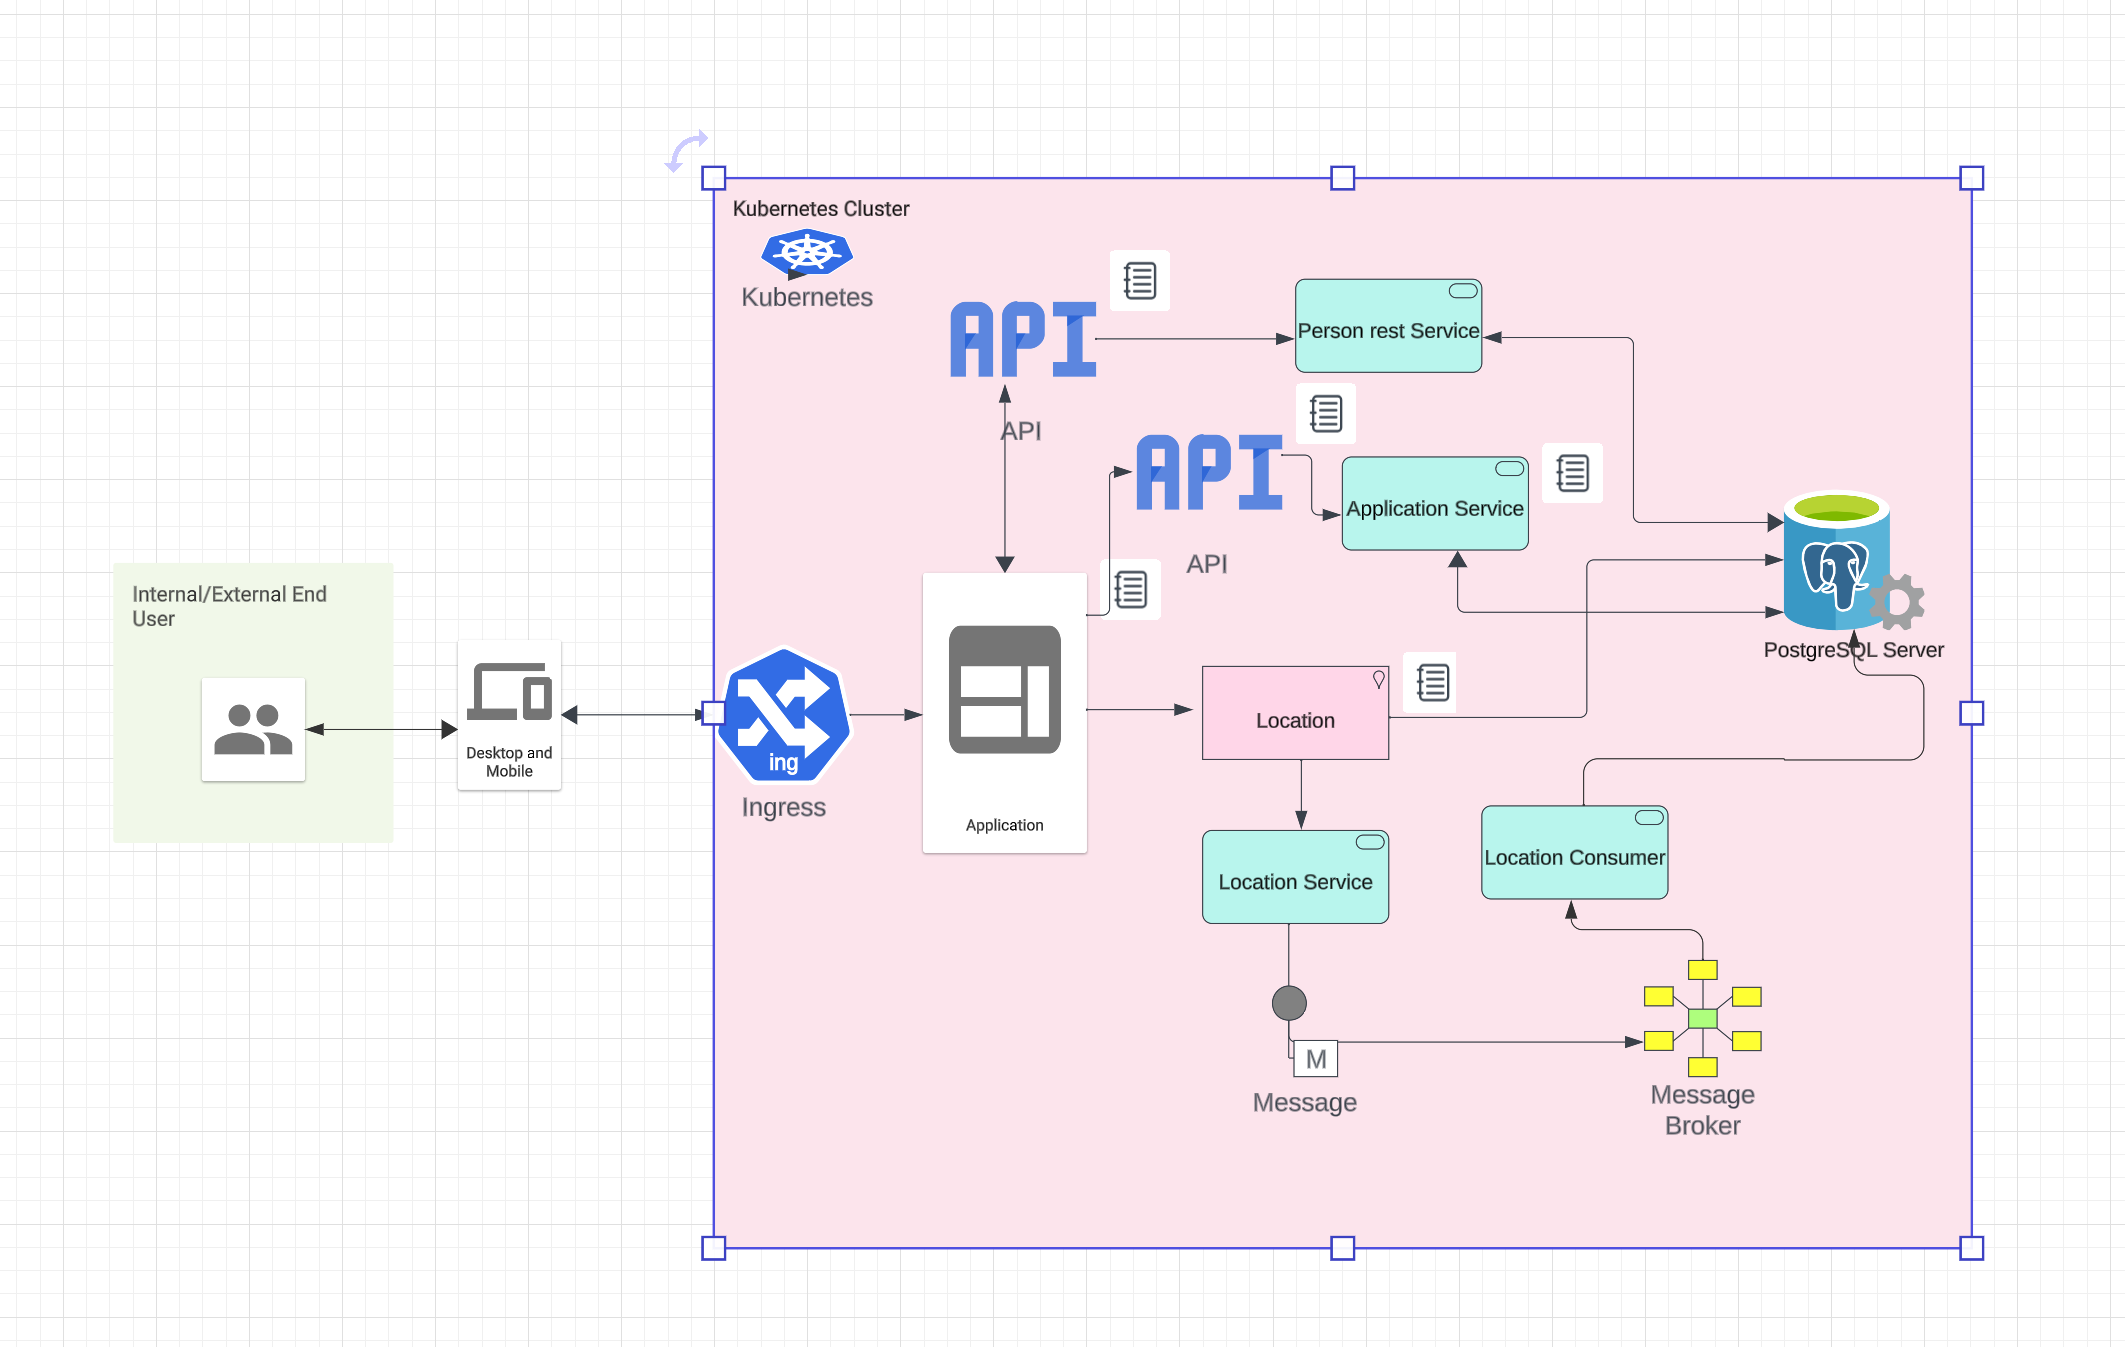 Kubernetes Cluster
Kubernetes
API
Person rest Service
API
API
Application Service
API
Internal/External End
User
PostgreSQL Server
Desktop and
Mobile
Location
ing
Ingress
Application
Location Consumer
Location Service
M
Message
Message
Broker